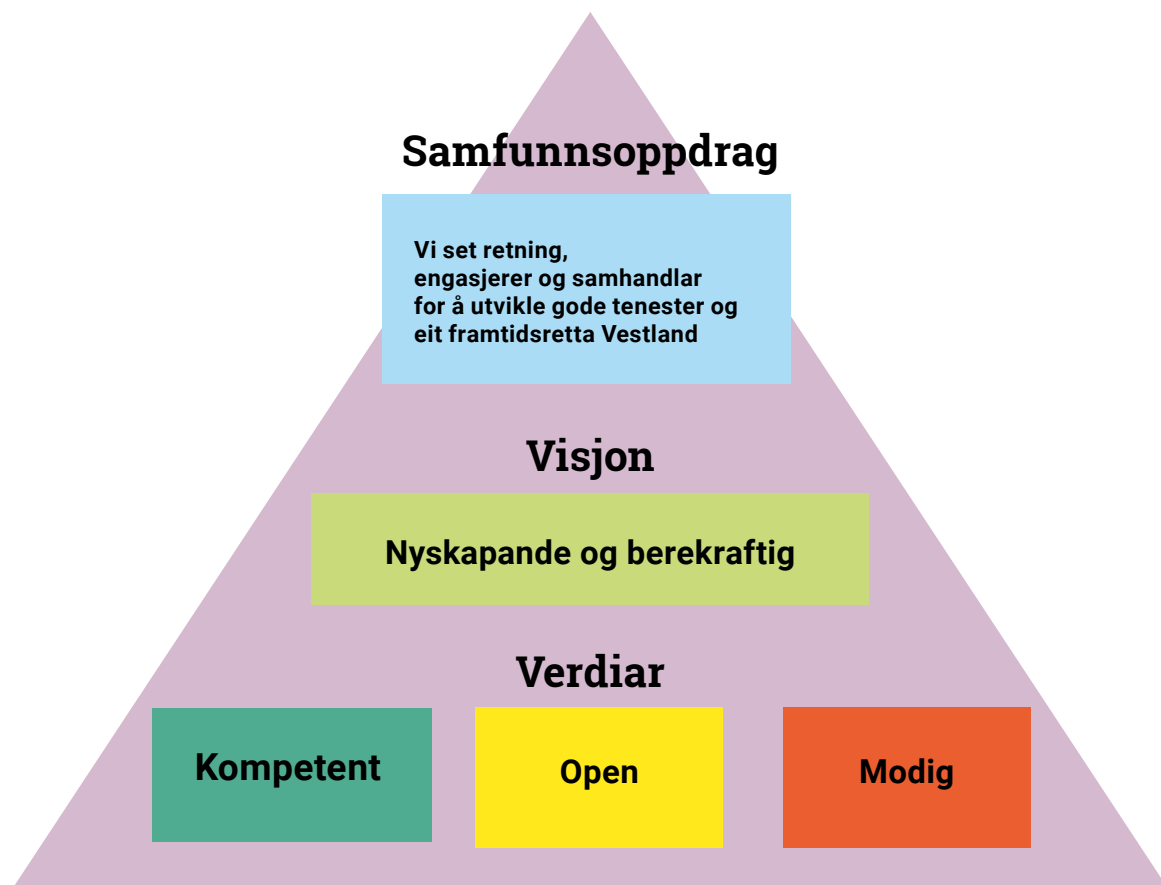 Samfunnsoppdrag
Vi set retning,
engasjerer og samhandlar
for å utvikle gode tenester og
eit framtidsretta Vestland
Visjon
Nyskapande og berekraftig
Verdiar
Kompetent
Open
Modig